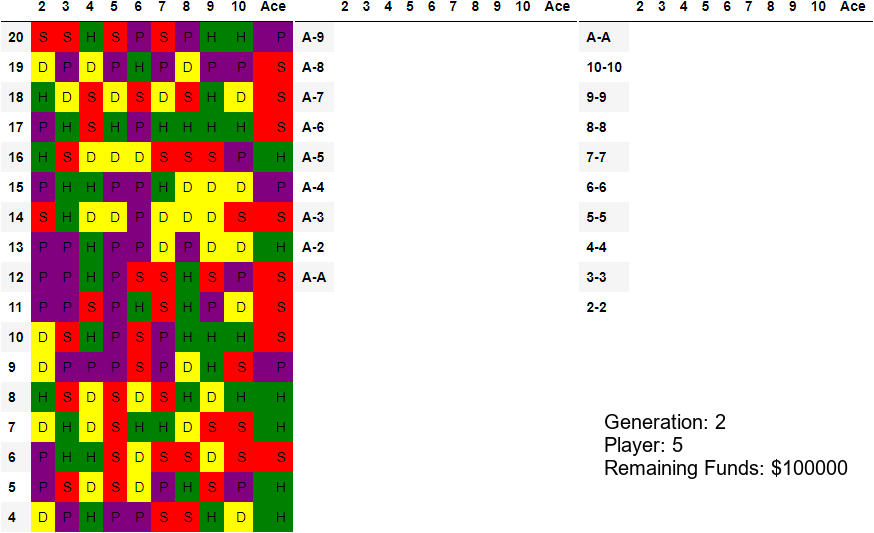 2 3 4 5 6 7 8 9 10 Ace 2 3 4 5 6 7 8 9 10 Ace 2 3 4 5 6 7 8 9 10 Ace
20 S S H S P S P H H P A-9 A-A
19 D P D P H P D P P S A-8 10-10
18 H D S D S D S H D S A-7 9-9
17 P H S H P H H H H S A-6 8-8
16 H S D D D S S S P H A-5 7-7
15 P H H P P H D D D P A-4 6-6
14 S H D D P D D D S S A-3 5-5
13 P P H P P D P D D H A-2 4-4
12 P P H P S S H S P S A-A 3-3
11 P P S P H S H P D S 2-2
10 D S H P S P H H H S
9 D P P P S P D H S P
8 H S D S D S H D H H
7 D H D S H H D S S H
6 P H H S D S S D S S
5 P S D S D P H S P H
4 D P H P P S S H D H
Generation: 2
Player: 5
Remaining Funds: $100000